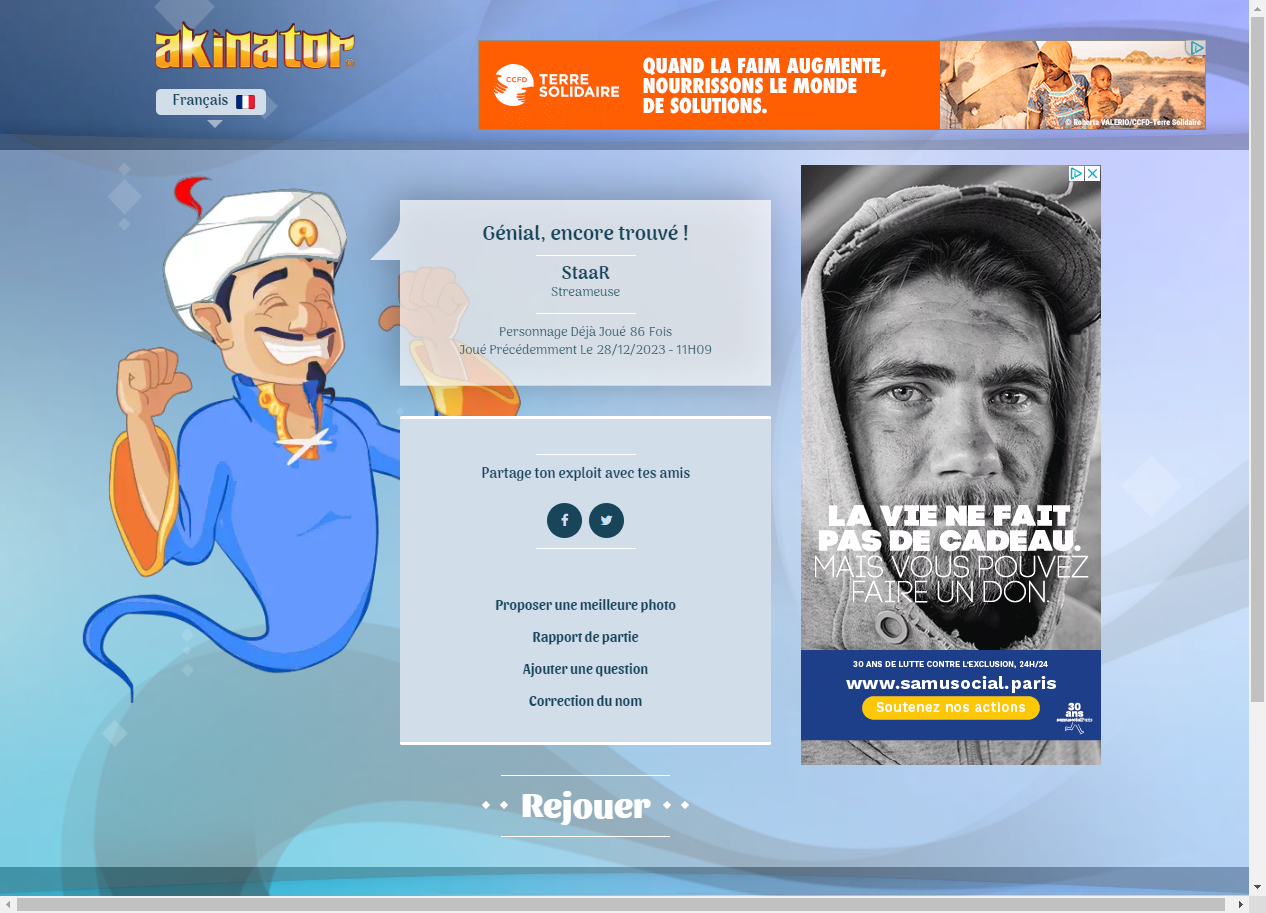 akinator
Français
CCFD
TERRE
SOLIDAIRE
QUAND LA FAIM AUGMENTE,
NOURRISSONS LE MONDE
DE SOLUTIONS.
© Roberta VALERIO/CCFD-Terre Solidaire
Génial, encore trouvé !
StaaR
Streameuse
Personnage Déjà Joué 86 Fois
Joué Précédemment Le 28/12/2023 - 11H09
Partage ton exploit avec tes amis
Proposer une meilleure photo
Rapport de partie
Ajouter une question
Correction du nom
Rejouer
LA VIE NE FAIT
PAS DE CADEAU.
MAIS VOUS POUVEZ
FAIRE UN DON.
30 ANS DE LUTTE CONTRE L'EXCLUSION, 24H/24
www.samusocial.paris
Soutenez nos actions
30
ans